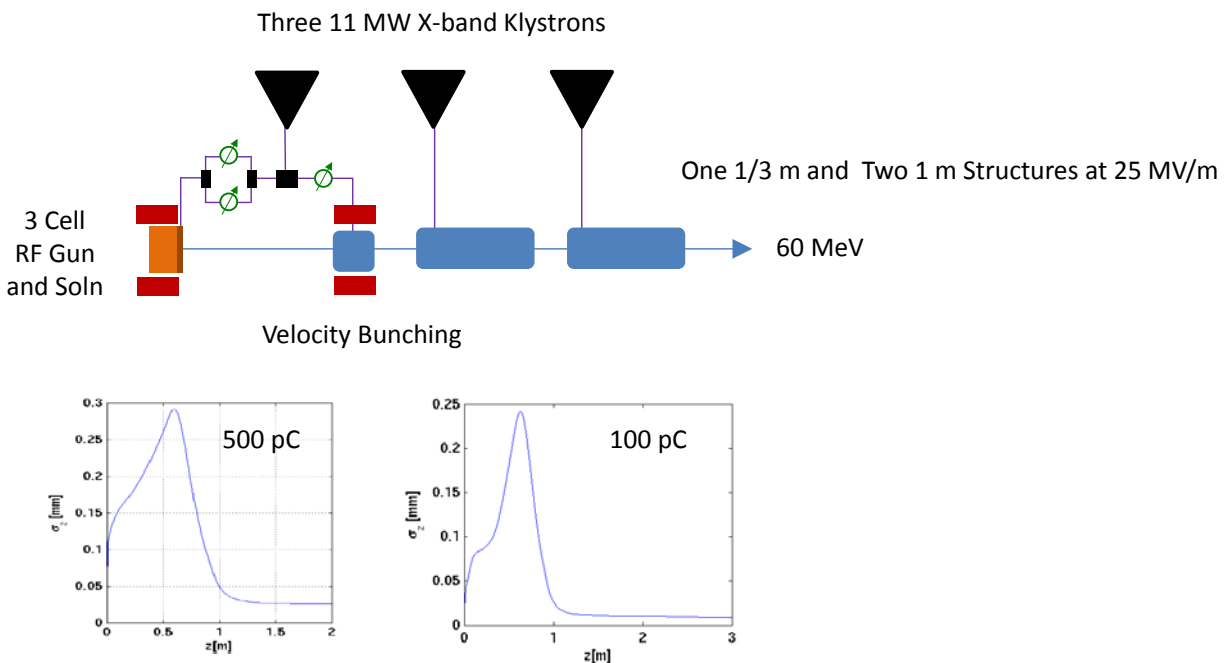 Three 11 MW X-band Klystrons
One 1/3 m and  Two 1 m Structures at 25 MV/m
3 Cell
RF Gun
and Soln
60 MeV
Velocity Bunching
500 pC
0.3
0.25
0.2
0.15
0.1
0.05
0
σz [mm]
0
0.5
1
1.5
2
z[m]
100 pC
0.25
0.2
0.15
0.1
0.05
0
σz [mm]
0
1
2
3
z[m]